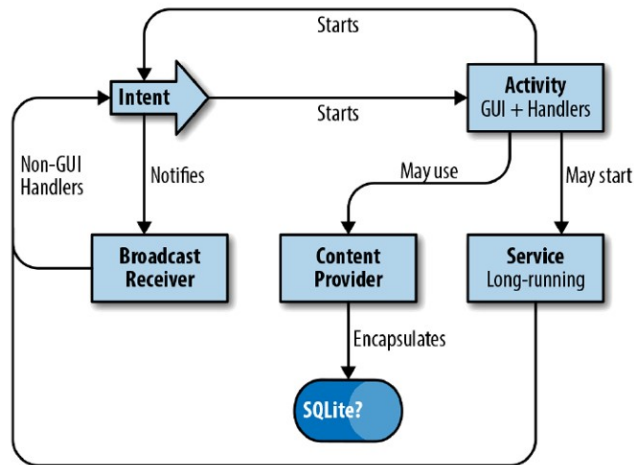 Starts
Intent
Starts
Activity
GUI + Handlers
Non-GUI
Handlers
Notifies
May use
May start
Broadcast
Receiver
Content
Provider
Service
Long-running
Encapsulates
SQLite?